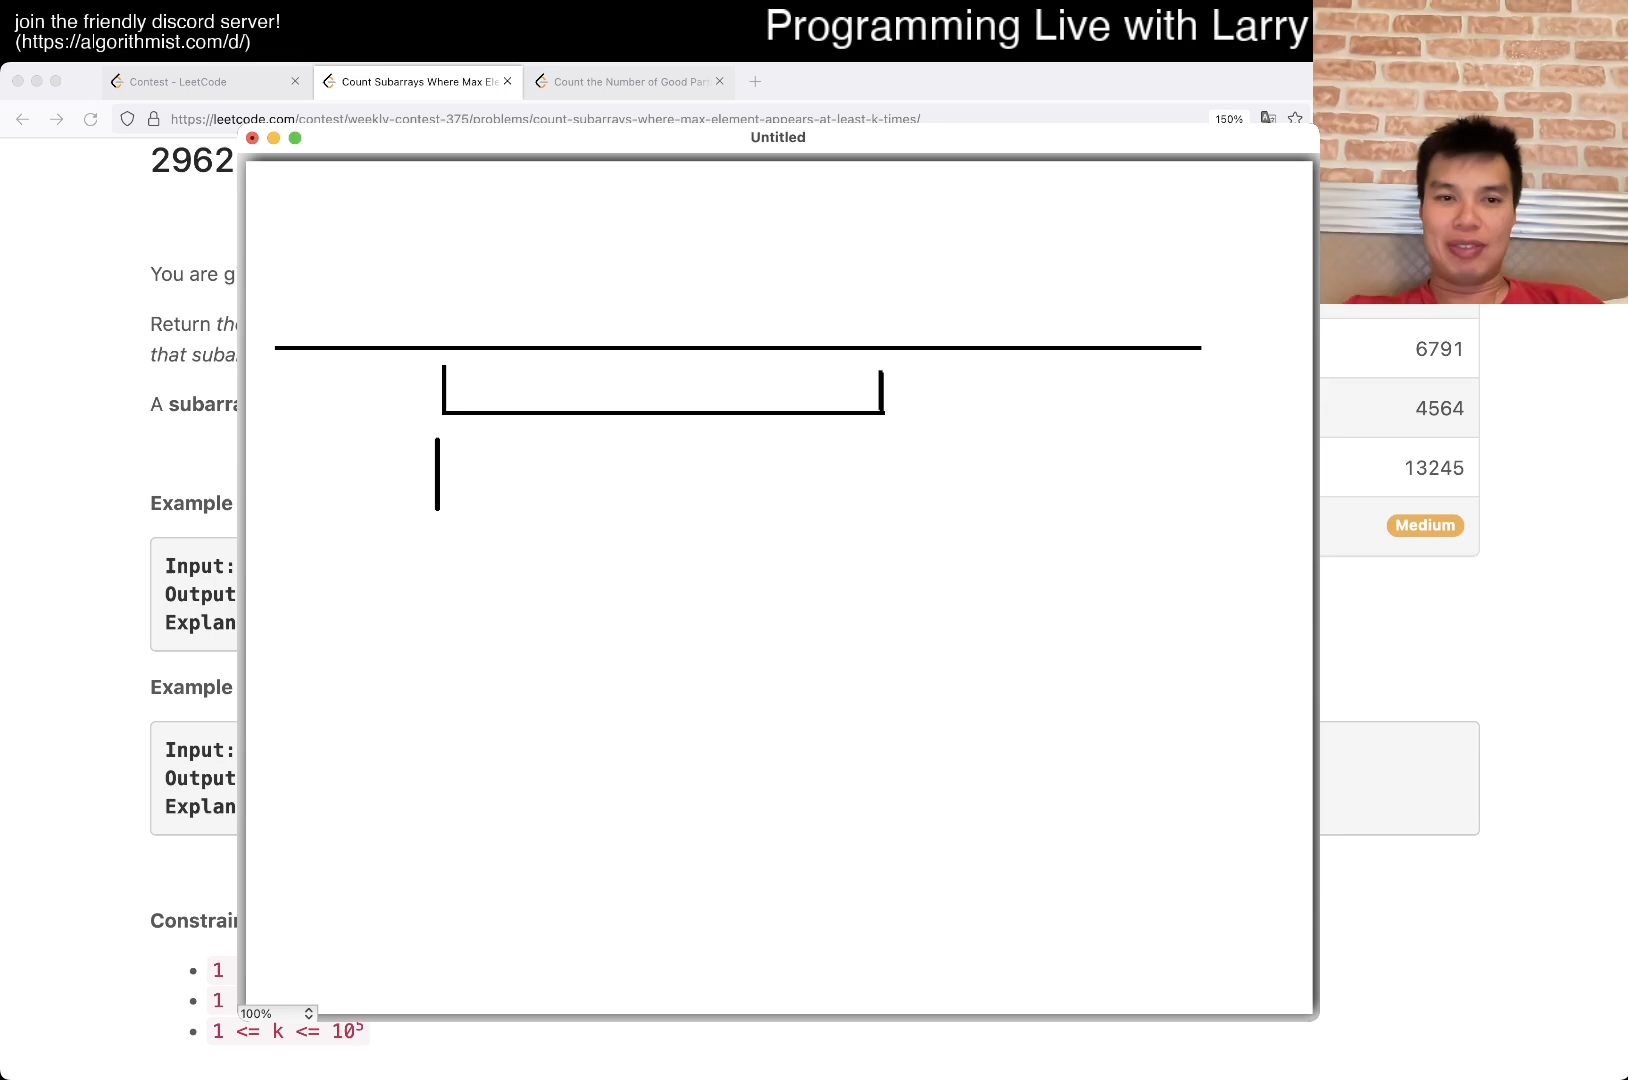 join the friendly discord server!
(https://algorithmist.com/d/)
Programming Live with Larry
Contest - LeetCode
Count Subarrays Where Max Ele
Count the Number of Good Par
https://leetcode.com/contest/weekly-contest-375/problems/count-subarrays-where-max-element-appears-at-least-k-times/
150%
Untitled
2962
You are g
Return the
that suba
A subarra
6791
4564
13245
Medium
Example
Input:
Output
Explan
Example
Input:
Output
Explan
Constrain
1
1
1 <= k <= 10⁵
100%